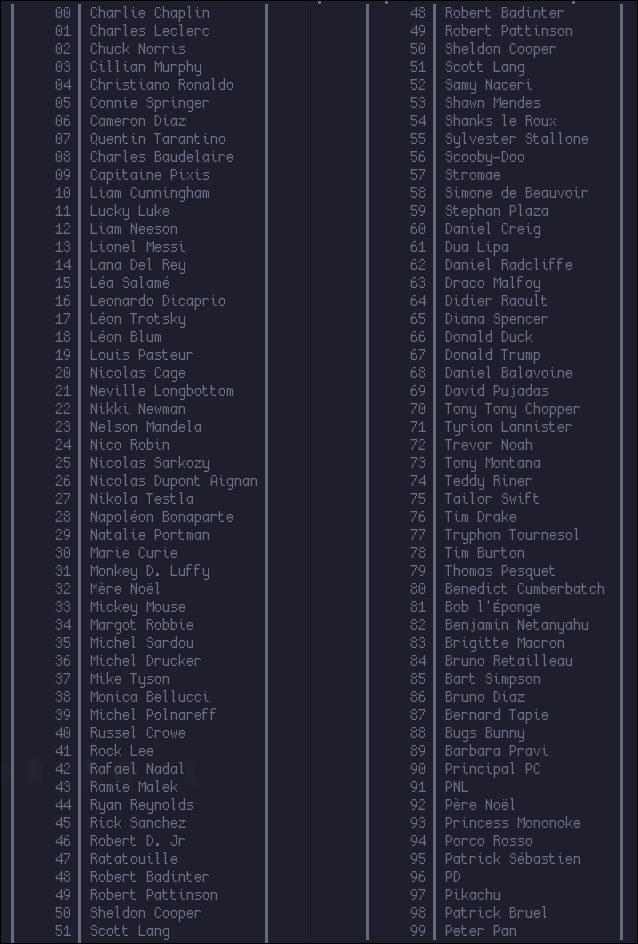 00 Charlie Chaplin
01 Charles Leclerc
02 Chuck Norris
03 Cillian Murphy
04 Christiano Ronaldo
05 Connie Springer
06 Cameron Diaz
07 Quentin Tarantino
08 Charles Baudelaire
09 Capitaine Pixis
10 Liam Cunningham
11 Lucky Luke
12 Liam Neeson
13 Lionel Messi
14 Lana Del Rey
15 Léa Salamé
16 Leonardo Dicaprio
17 Léon Trotsky
18 Léon Blum
19 Louis Pasteur
20 Nicolas Cage
21 Neville Longbottom
22 Nikki Newman
23 Nelson Mandela
24 Nico Robin
25 Nicolas Sarkozy
26 Nicolas Dupont Aignan
27 Nikola Testla
28 Napoléon Bonaparte
29 Natalie Portman
30 Marie Curie
31 Monkey D. Luffy
32 Mère Noël
33 Mickey Mouse
34 Margot Robbie
35 Michel Sardou
36 Michel Drucker
37 Mike Tyson
38 Monica Bellucci
39 Michel Polnareff
40 Russel Crowe
41 Rock Lee
42 Rafael Nadal
43 Ramie Malek
44 Ryan Reynolds
45 Rick Sanchez
46 Robert D. Jr
47 Ratatouille
48 Robert Badinter
49 Robert Pattinson
50 Sheldon Cooper
51 Scott Lang
48 Robert Badinter
49 Robert Pattinson
50 Sheldon Cooper
51 Scott Lang
52 Samy Naceri
53 Shawn Mendes
54 Shanks le Roux
55 Sylvester Stallone
56 Scooby-Doo
57 Stromae
58 Simone de Beauvoir
59 Stephan Plaza
60 Daniel Creig
61 Dua Lipa
62 Daniel Radcliffe
63 Draco Malfoy
64 Didier Raoult
65 Diana Spencer
66 Donald Duck
67 Donald Trump
68 Daniel Balavoine
69 David Pujadas
70 Tony Tony Chopper
71 Tyrion Lannister
72 Trevor Noah
73 Tony Montana
74 Teddy Riner
75 Tailor Swift
76 Tim Drake
77 Tryphon Tournesol
78 Tim Burton
79 Thomas Pesquet
80 Benedict Cumberbatch
81 Bob l'Éponge
82 Benjamin Netanyahu
83 Brigitte Macron
84 Bruno Retailleau
85 Bart Simpson
86 Bruno Diaz
87 Bernard Tapie
88 Bugs Bunny
89 Barbara Pravi
90 Principal PC
91 PNL
92 Père Noël
93 Princess Mononoke
94 Porco Rosso
95 Patrick Sébastien
96 PD
97 Pikachu
98 Patrick Bruel
99 Peter Pan